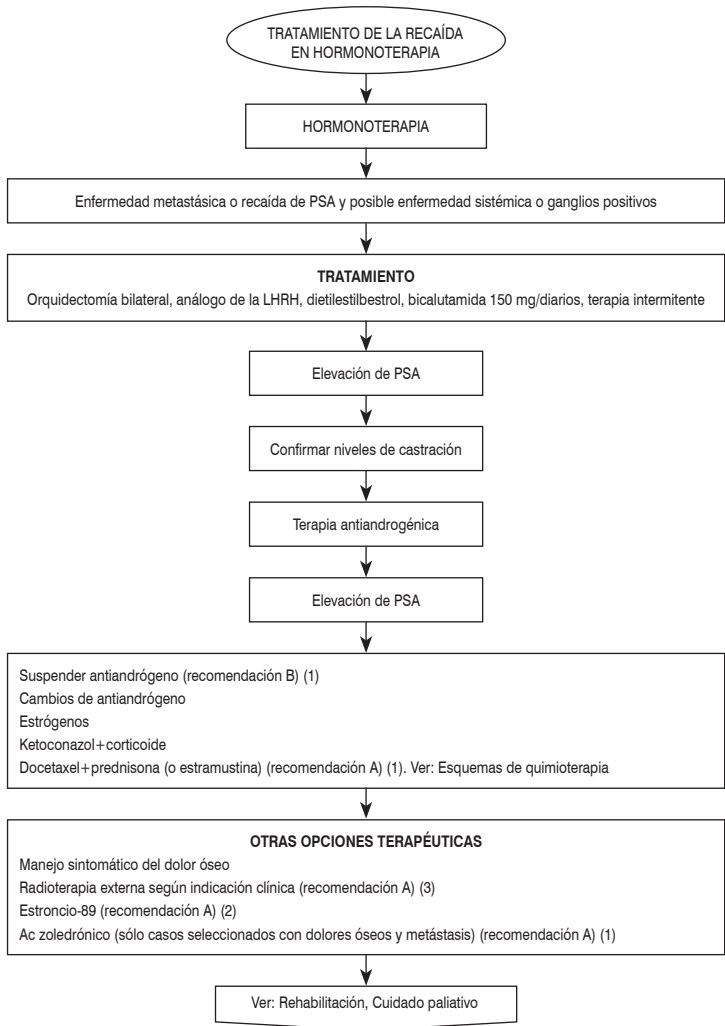 TRATAMIENTO DE LA RECAÍDA
EN HORMONOTERAPIA
HORMONOTERAPIA
Enfermedad metastásica o recaída de PSA y posible enfermedad sistémica o ganglios positivos
TRATAMIENTO
Orquidectomía bilateral, análogo de la LHRH, dietilestilbestrol, bicalutamida 150 mg/diarios, terapia intermitente
Elevación de PSA
Confirmar niveles de castración
Terapia antiandrogénica
Elevación de PSA
Suspender antiandrógeno (recomendación B) (1)
Cambios de antiandrógeno
Estrógenos
Ketoconazol+corticoide
Docetaxel+prednisona (o estramustina) (recomendación A) (1). Ver: Esquemas de quimioterapia
OTRAS OPCIONES TERAPÉUTICAS
Manejo sintomático del dolor óseo
Radioterapia externa según indicación clínica (recomendación A) (3)
Estroncio-89 (recomendación A) (2)
Ac zoledrónico (sólo casos seleccionados con dolores óseos y metástasis) (recomendación A) (1)
Ver: Rehabilitación, Cuidado paliativo